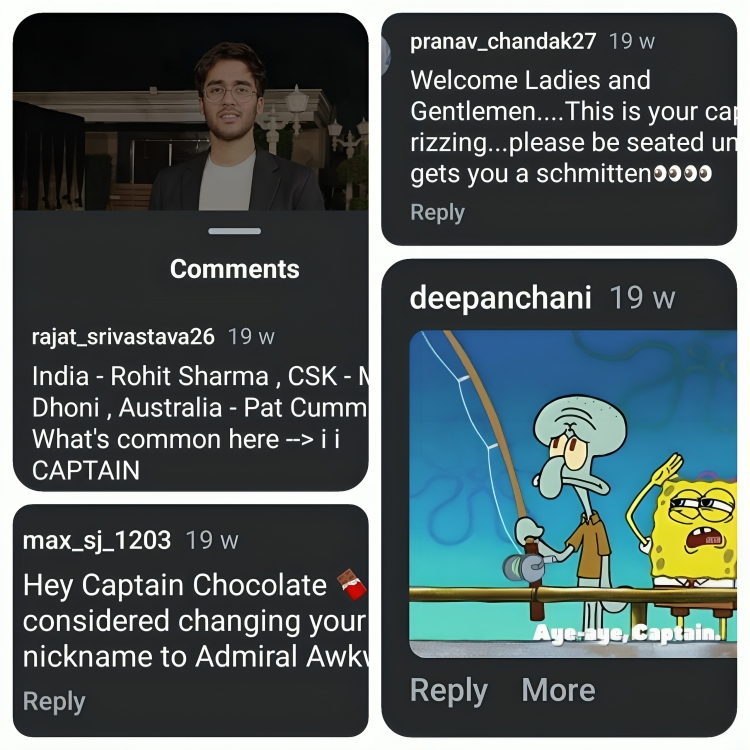 Comments
rajat_srivastava26 19 w
India - Rohit Sharma , CSK -
Dhoni , Australia - Pat Cumm
What's common here --> i i
CAPTAIN
max_sj_1203 19 w
Hey Captain Chocolate 🍫
considered changing your
nickname to Admiral Awkw
Reply
pranav_chandak27 19 w
Welcome Ladies and
Gentlemen....This is your cap
rizzing...please be seated un
gets you a schmitten👀👀
Reply
deepanchani 19 w
Aye-aye, Captain.
Reply More